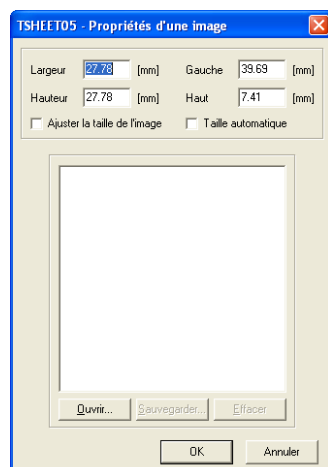 TSHEET05 - Propriétés d'une image
Largeur 27.78 [mm] Gauche 39.69 [mm]
Hauteur 27.78 [mm] Haut 7.41 [mm]
Ajuster la taille de l'image Taille automatique
Ouvrir... Sauvegarder... Effacer
OK Annuler